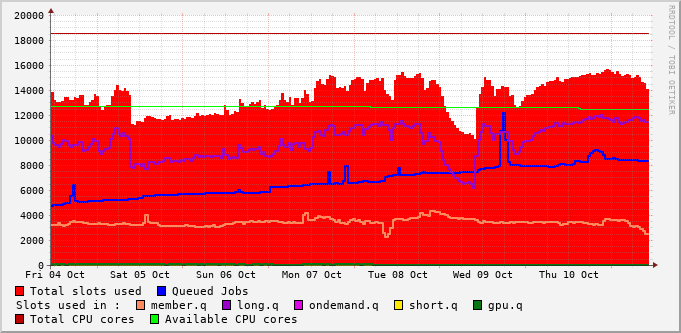 RRDTOOL / TOBI OETIKER
20000
18000
16000
14000
12000
10000
8000
6000
4000
2000
0
Fri 04 Oct Sat 05 Oct Sun 06 Oct Mon 07 Oct Tue 08 Oct Wed 09 Oct Thu 10 Oct
Total slots used Queued Jobs
Slots used in : member.q long.q ondemand.q short.q gpu.q
Total CPU cores Available CPU cores